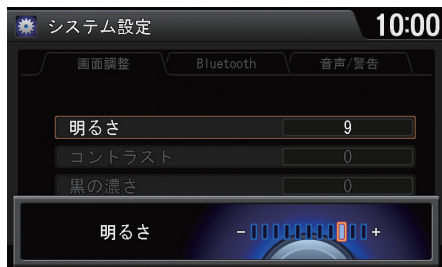 システム設定
10:00
画面調整
Bluetooth
音声/警告
明るさ 9
コントラスト 0
黒の濃さ 0
明るさ - +